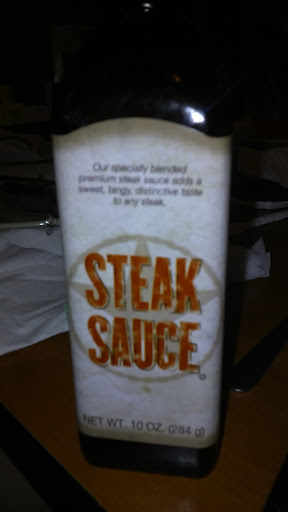 Our specially blended
premium steak sauce adds a
sweet, tangy, distinctive taste
to any steak.
STEAK
SAUCE
NET WT. 10 OZ. (284 g)